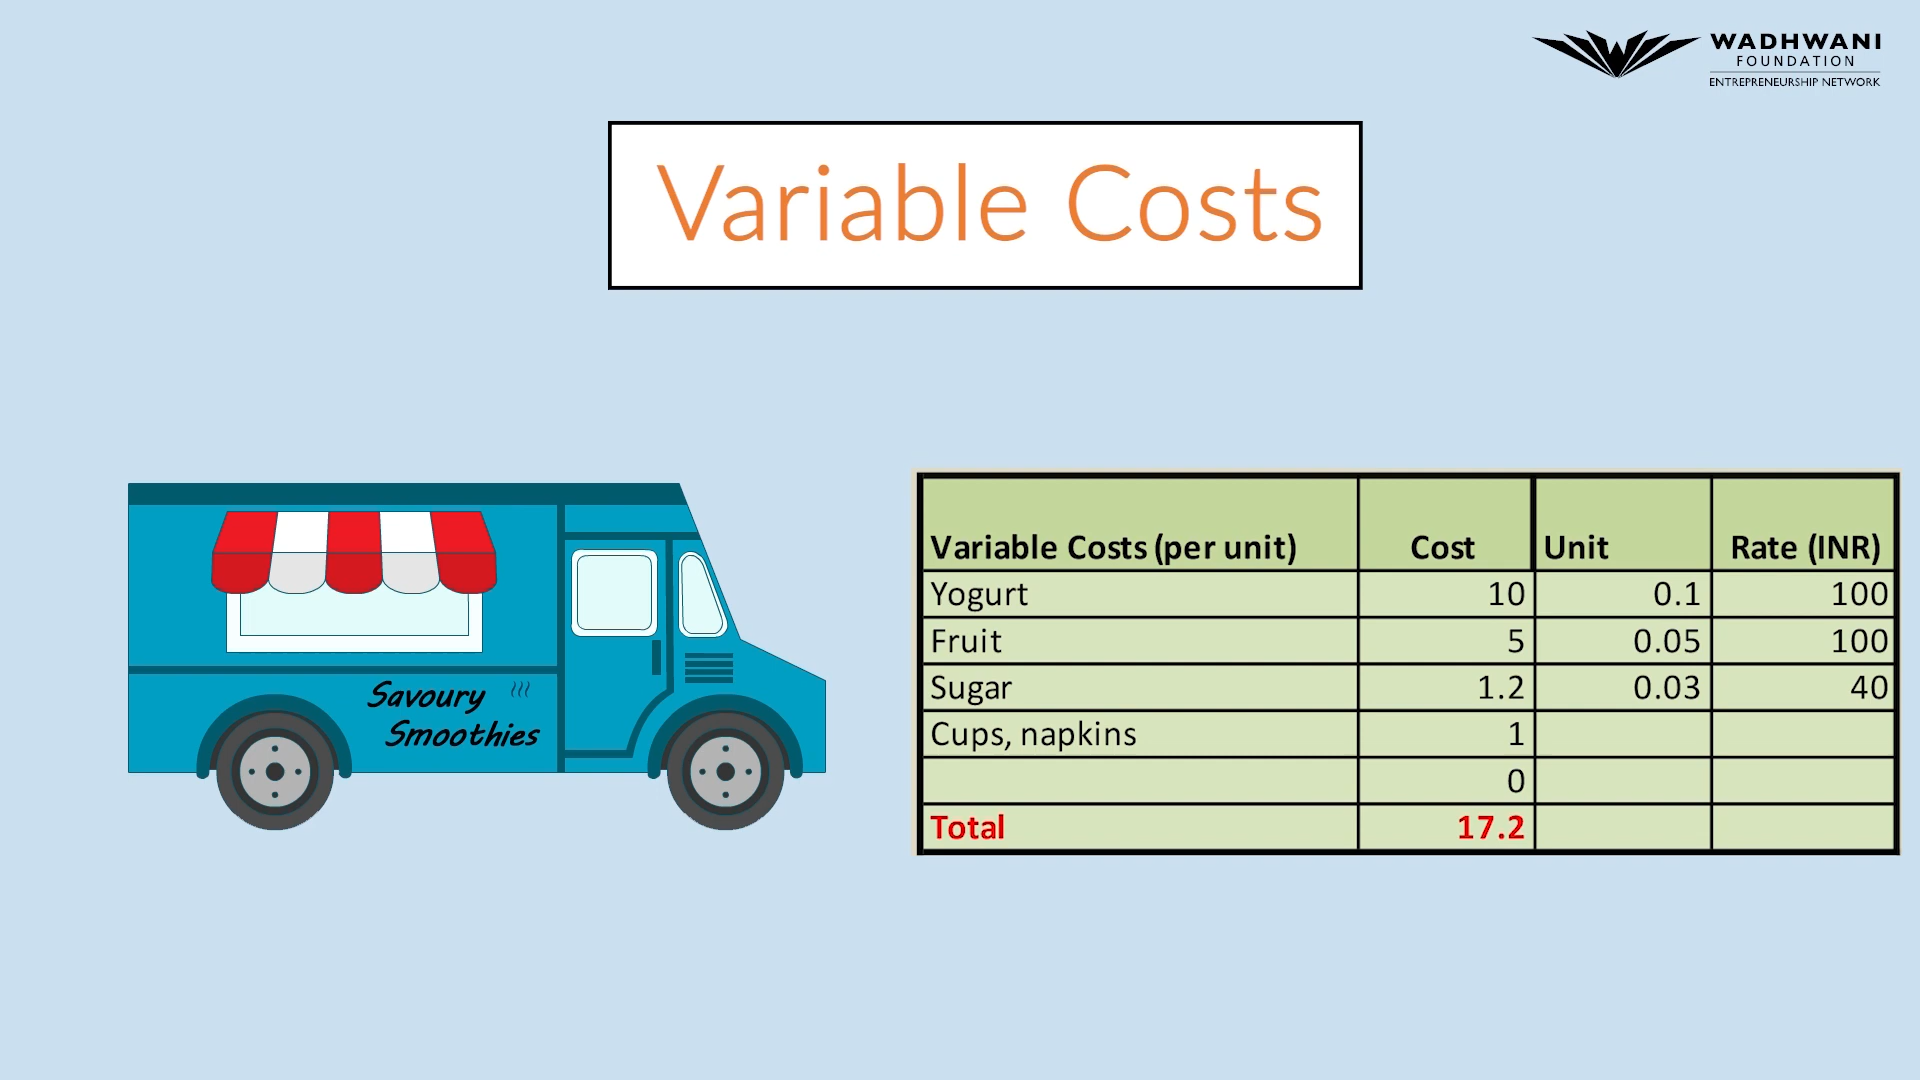 WADHWANI
FOUNDATION
ENTREPRENEURSHIP NETWORK
Variable Costs
Savoury
Smoothies
Variable Costs (per unit) Cost Unit Rate (INR)
Yogurt 10 0.1 100
Fruit 5 0.05 100
Sugar 1.2 0.03 40
Cups, napkins 1
0
Total 17.2